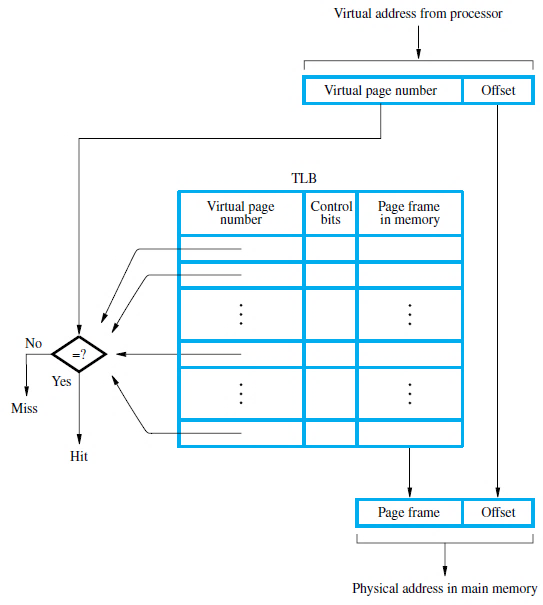 Virtual address from processor
Virtual page number
Offset
TLB
Virtual page
number
Control
bits
Page frame
in memory
No
=?
Yes
Miss
Hit
Page frame
Offset
Physical address in main memory